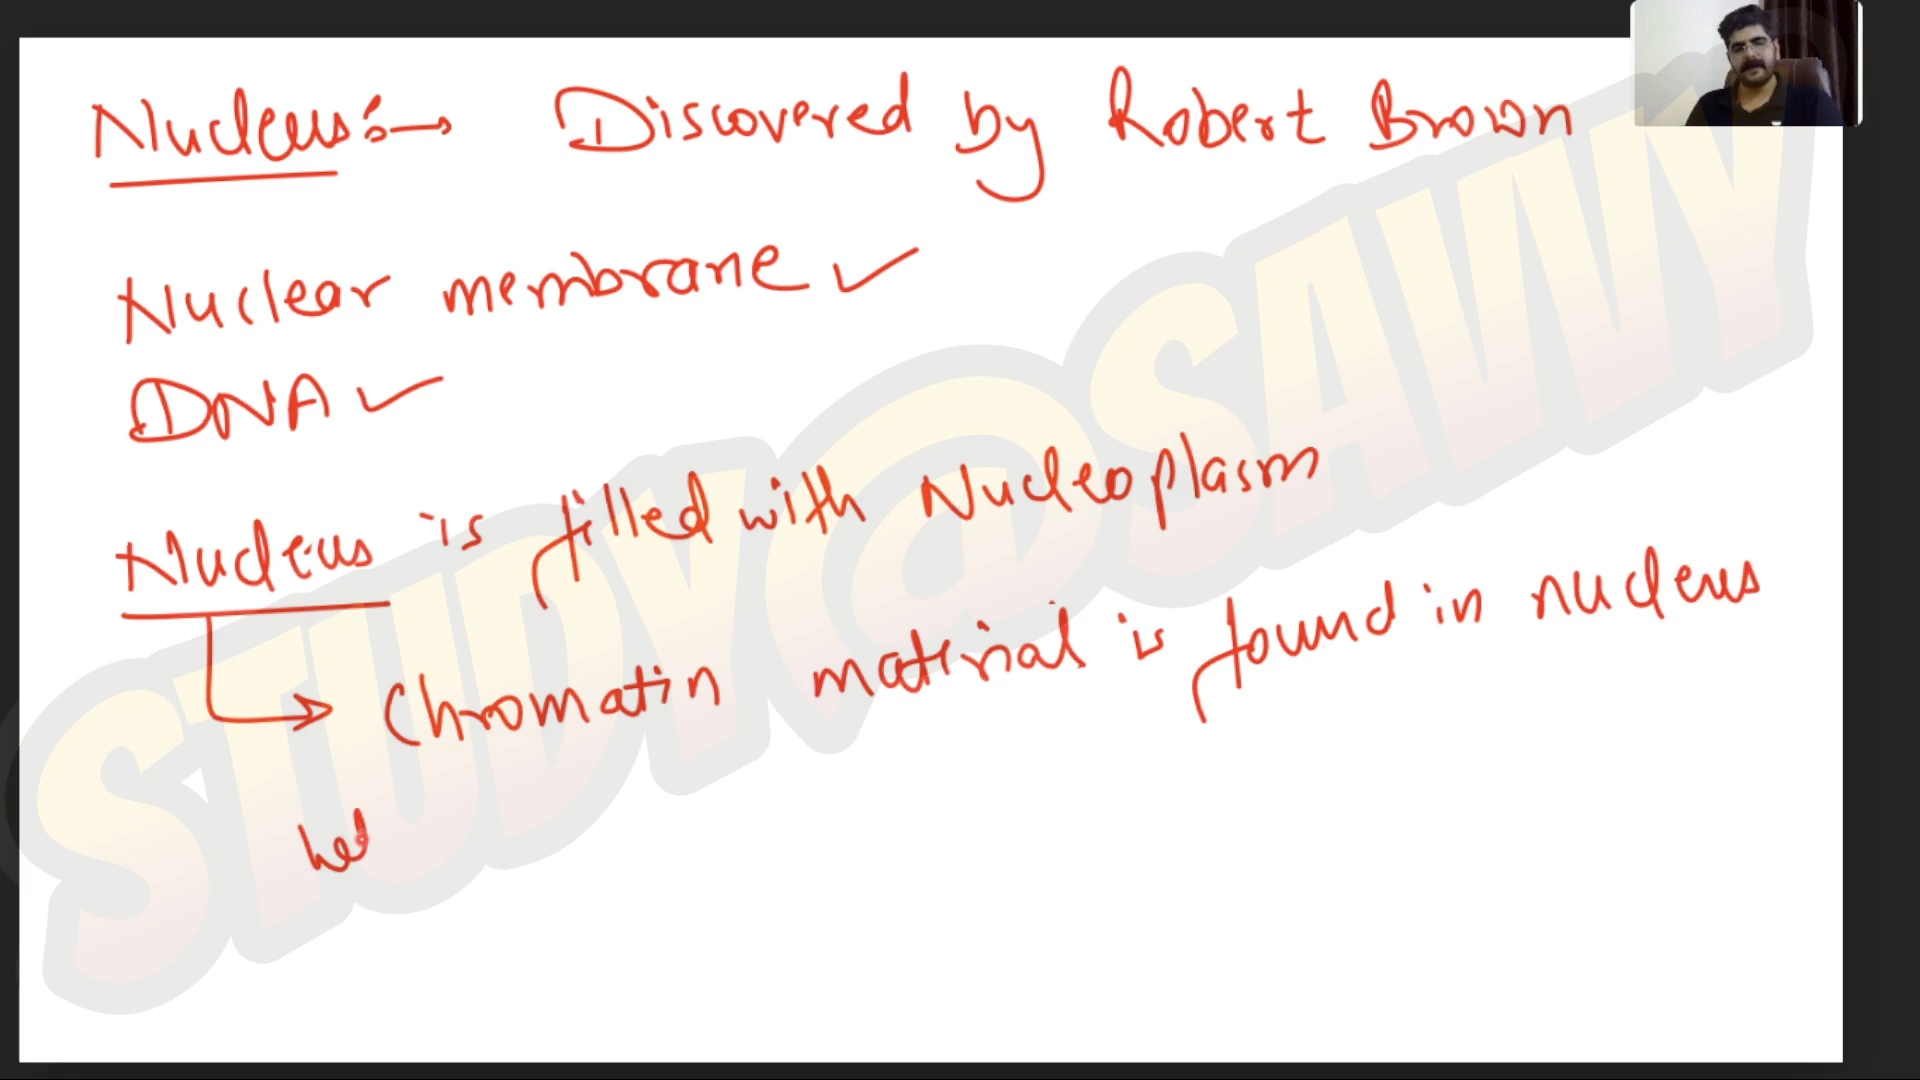 Nucleus:→ Discovered by Robert Brown
Nuclear membrane ✓
DNA ✓
Nucleus is filled with Nucleoplasm
→ Chromatin material is found in nucleus
STUDY@SAVVY